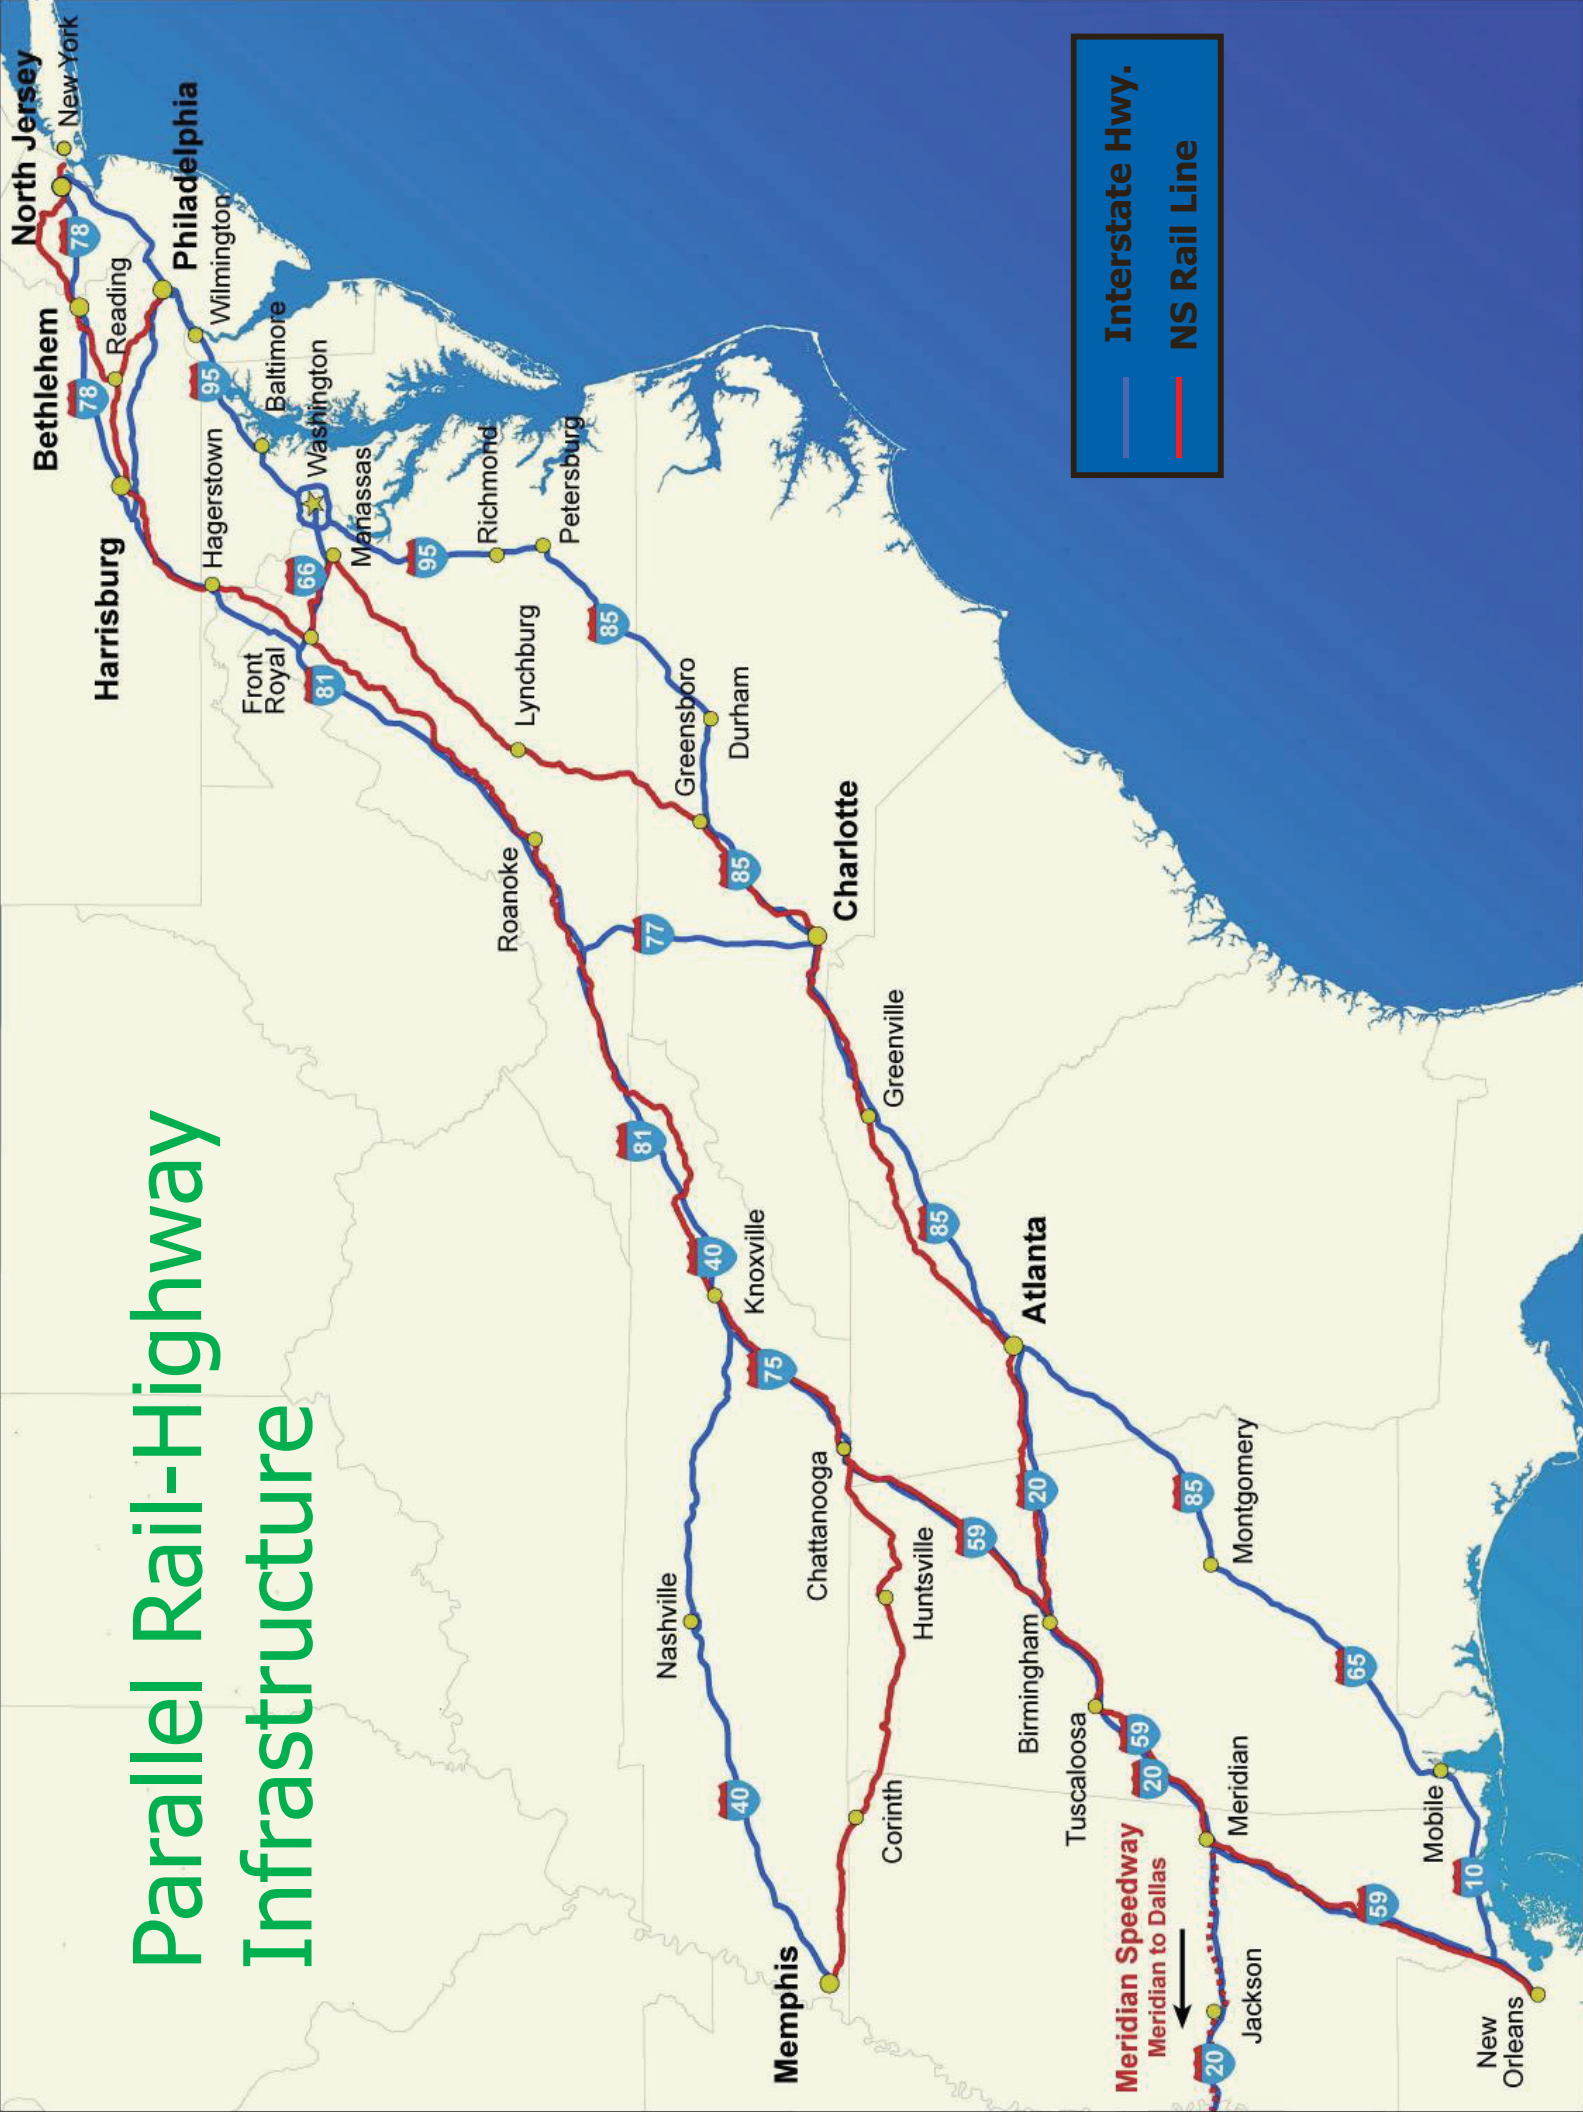 Parallel Rail-Highway
Infrastructure
North Jersey
New York
78
Bethlehem
Reading
Philadelphia
Wilmington
78
95
Baltimore
Harrisburg
Hagerstown
Washington
Manassas
66
95
Richmond
Petersburg
Front
Royal
81
85
Lynchburg
Greensboro
Durham
Roanoke
85
Charlotte
77
Greenville
81
85
40
Knoxville
Atlanta
75
Chattanooga
20
85
Montgomery
Nashville
Huntsville
59
Birmingham
65
Tuscaloosa
59
20
40
Corinth
Meridian
Mobile
10
59
Memphis
Meridian Speedway
Meridian to Dallas
Jackson
20
New
Orleans
Interstate Hwy.
NS Rail Line